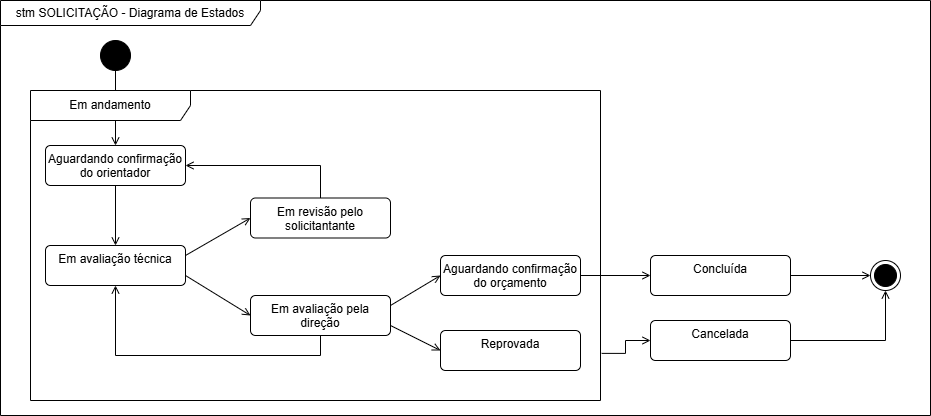 stm SOLICITAÇÃO - Diagrama de Estados
Em andamento
Aguardando confirmação
do orientador
Em revisão pelo
solicitantante
Em avaliação técnica
Aguardando confirmação
do orçamento
Concluída
Em avaliação pela
direção
Reprovada
Cancelada